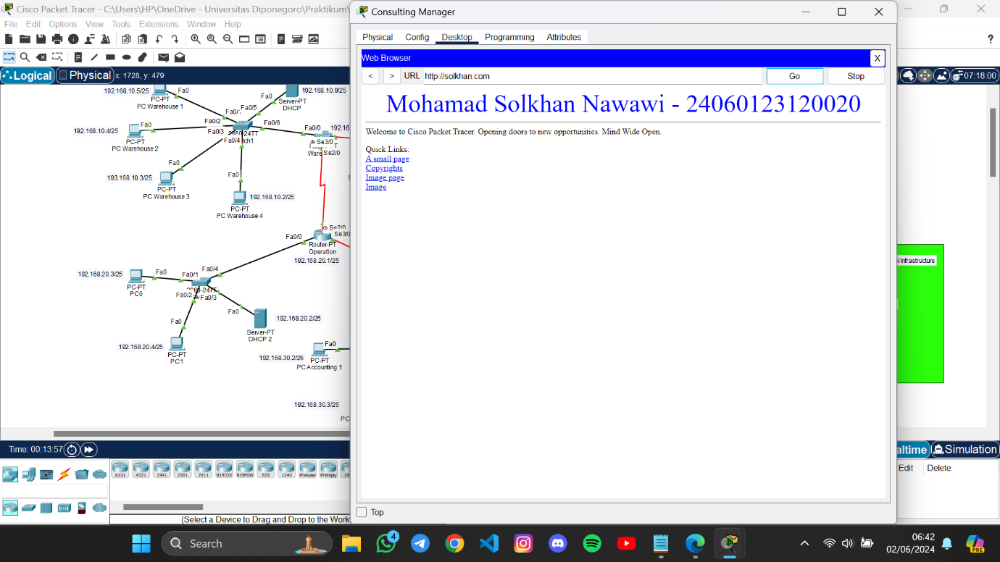 Cisco Packet Tracer - C:\Users\HP\OneDrive - Universitas Diponegoro\Praktikum\
File Edit Options View Tools Extensions Window Help
Logical Physical x: 1728, y: 479
07:18:00
192.168.10.5/25 Fa0
PC-PT
PC Warehouse 1
Fa0 192.168.10.9/25
Server-PT
DHCP
Fa0/5
Fa0/2
Fa0/6
Fa0/0
192.168.10.4/25 Fa0
Fa0/3
Fa0/4
PC-PT
PC Warehouse 2
Se3/0
Se2/0
Fa0
193.168.10.3/25
PC-PT
PC Warehouse 3
Fa0
192.168.10.2/25
PC-PT
PC Warehouse 4
Fa0/0
Se3/0
Router-PT
Operation
192.168.20.1/25
192.168.20.3/25 Fa0 Fa0/1 Fa0/4
PC-PT
PC0
Fa0/2 Fa0/3
Fa0
192.168.20.2/25
Server-PT
DHCP 2
Fa0
192.168.20.4/25
PC-PT
PC1
Fa0
192.168.30.2/26
PC-PT
PC Accounting 1
192.168.30.3/26
PC
Infrastructure
Consulting Manager
Physical Config Desktop Programming Attributes
Web Browser X
< > URL http://solkhan.com Go Stop
Mohamad Solkhan Nawawi - 24060123120020
Welcome to Cisco Packet Tracer. Opening doors to new opportunities. Mind Wide Open.
Quick Links:
A small page
Copyrights
Image page
Image
Top
Time: 00:13:57
altime Simulation
Edit Delete
4331 4321 1941 2901 2911 819IOX 819HGW 829 1240 PT-Router PT-Empty
(Select a Device to Drag and Drop to the Work
Search
4
06:42
02/06/2024
PRE